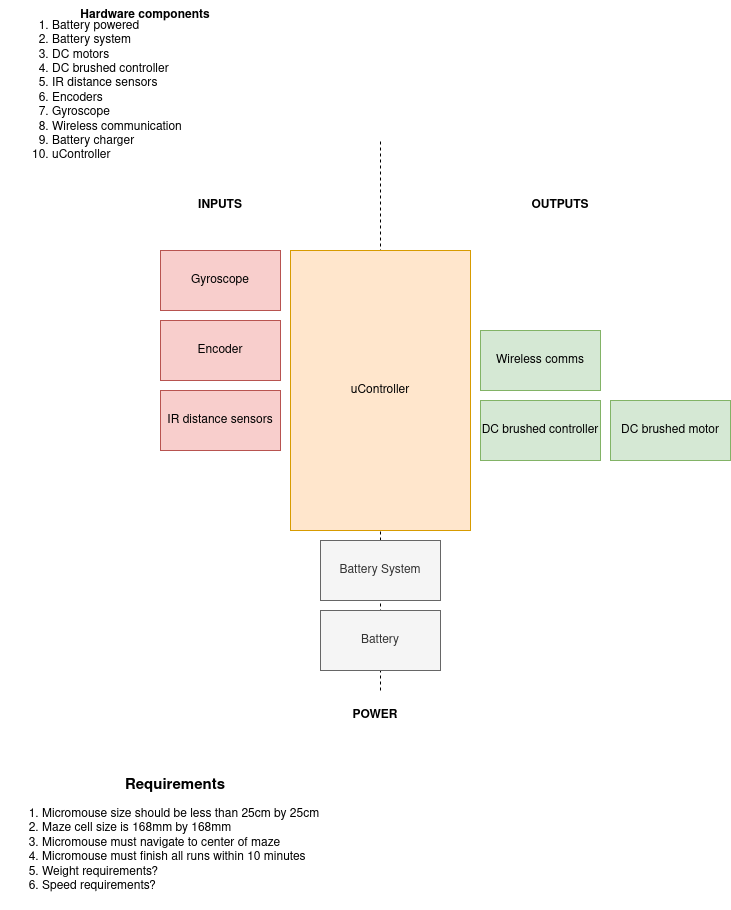 Hardware components
1. Battery powered
2. Battery system
3. DC motors
4. DC brushed controller
5. IR distance sensors
6. Encoders
7. Gyroscope
8. Wireless communication
9. Battery charger
10. uController
INPUTS
OUTPUTS
Gyroscope
Encoder
IR distance sensors
uController
Wireless comms
DC brushed controller
DC brushed motor
Battery System
Battery
POWER
Requirements
1. Micromouse size should be less than 25cm by 25cm
2. Maze cell size is 168mm by 168mm
3. Micromouse must navigate to center of maze
4. Micromouse must finish all runs within 10 minutes
5. Weight requirements?
6. Speed requirements?